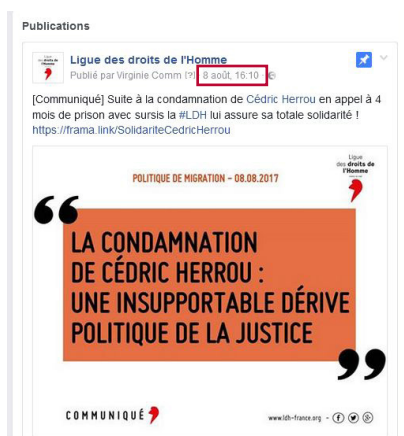 Publications
Ligue des droits de l'Homme
Publié par Virginie Comm [?] 8 août, 16:10 ·
[Communiqué] Suite à la condamnation de Cédric Herrou en appel à 4
mois de prison avec sursis la #LDH lui assure sa totale solidarité !
https://frama.link/SolidariteCedricHerrou
Ligue
des droits de
l'Homme
POLITIQUE DE MIGRATION – 08.08.2017
“
LA CONDAMNATION
DE CÉDRIC HERROU :
UNE INSUPPORTABLE DÉRIVE
POLITIQUE DE LA JUSTICE
”
COMMUNIQUÉ
www.ldh-france.org -